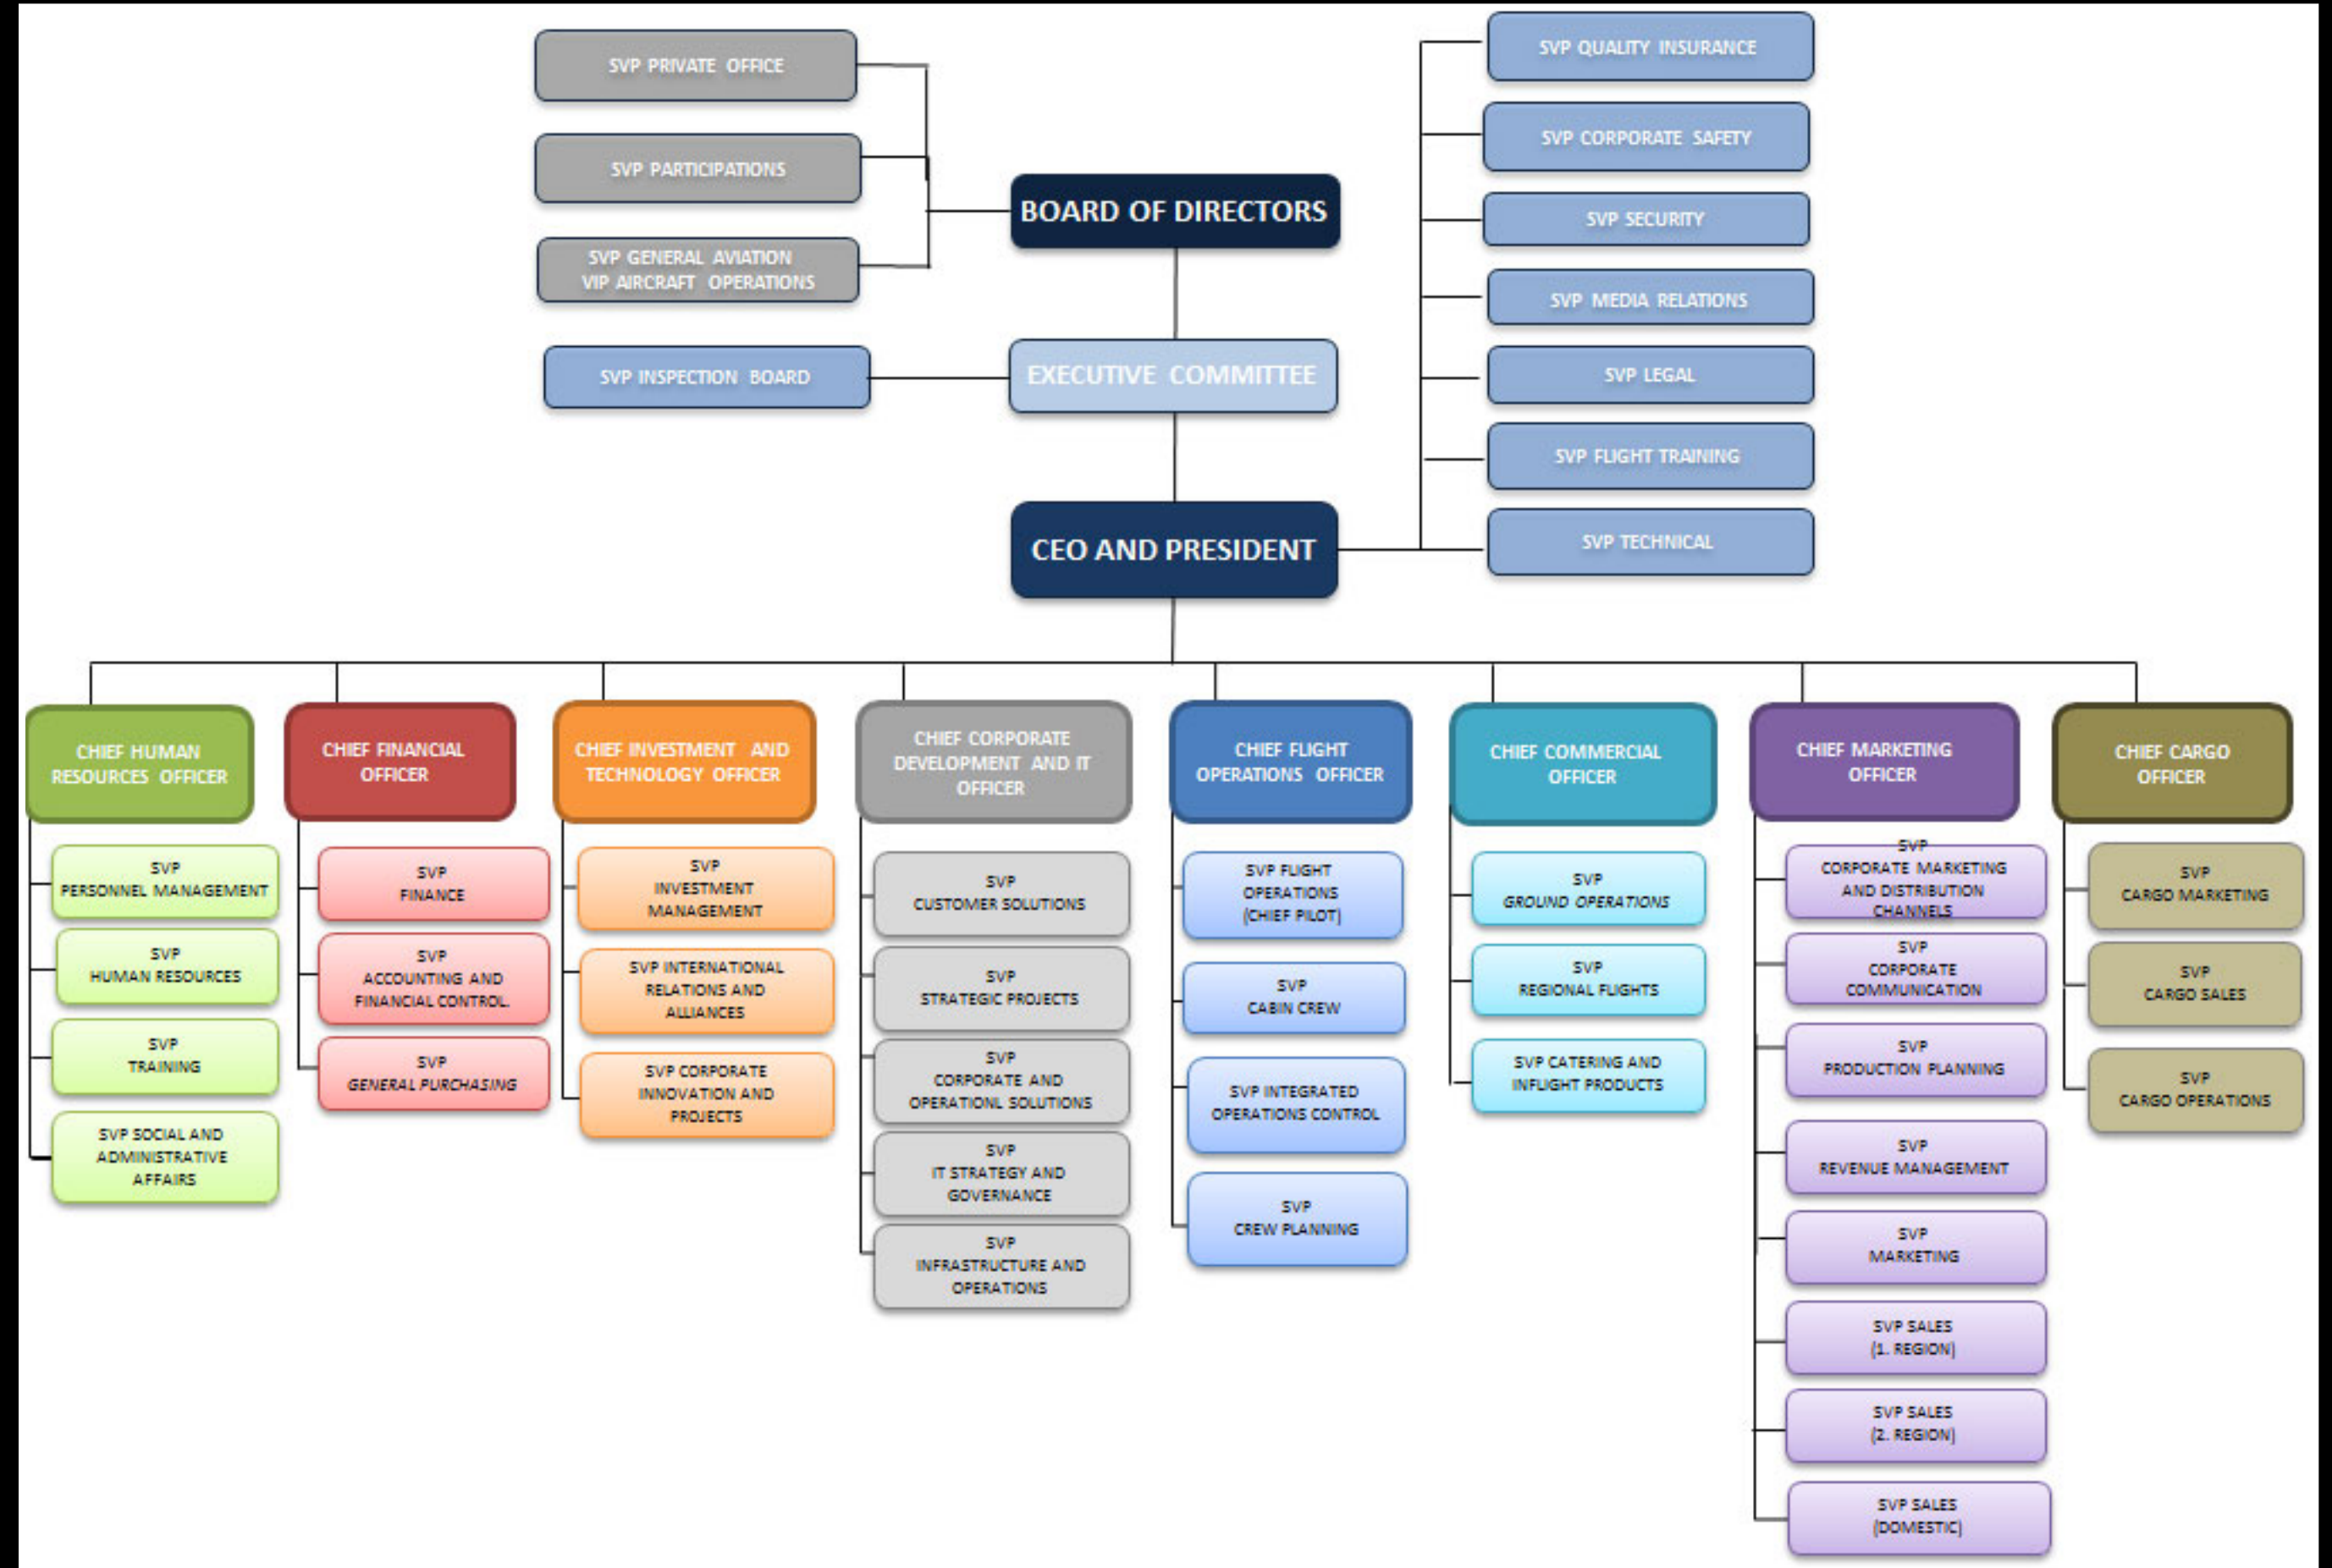 SVP PRIVATE OFFICE
SVP PARTICIPATIONS
SVP GENERAL AVIATION
VIP AIRCRAFT OPERATIONS
SVP INSPECTION BOARD
BOARD OF DIRECTORS
EXECUTIVE COMMITTEE
CEO AND PRESIDENT
SVP QUALITY INSURANCE
SVP CORPORATE SAFETY
SVP SECURITY
SVP MEDIA RELATIONS
SVP LEGAL
SVP FLIGHT TRAINING
SVP TECHNICAL
CHIEF HUMAN
RESOURCES OFFICER
SVP
PERSONNEL MANAGEMENT
SVP
HUMAN RESOURCES
SVP
TRAINING
SVP SOCIAL AND
ADMINISTRATIVE
AFFAIRS
CHIEF FINANCIAL
OFFICER
SVP
FINANCE
SVP
ACCOUNTING AND
FINANCIAL CONTROL.
SVP
GENERAL PURCHASING
CHIEF INVESTMENT AND
TECHNOLOGY OFFICER
SVP
INVESTMENT
MANAGEMENT
SVP INTERNATIONAL
RELATIONS AND
ALLIANCES
SVP CORPORATE
INNOVATION AND
PROJECTS
CHIEF CORPORATE
DEVELOPMENT AND IT
OFFICER
SVP
CUSTOMER SOLUTIONS
SVP
STRATEGIC PROJECTS
SVP
CORPORATE AND
OPERATIONL SOLUTIONS
SVP
IT STRATEGY AND
GOVERNANCE
SVP
INFRASTRUCTURE AND
OPERATIONS
CHIEF FLIGHT
OPERATIONS OFFICER
SVP FLIGHT
OPERATIONS
(CHIEF PILOT)
SVP
CABIN CREW
SVP INTEGRATED
OPERATIONS CONTROL
SVP
CREW PLANNING
CHIEF COMMERCIAL
OFFICER
SVP
GROUND OPERATIONS
SVP
REGIONAL FLIGHTS
SVP CATERING AND
INFLIGHT PRODUCTS
CHIEF MARKETING
OFFICER
SVP
CORPORATE MARKETING
AND DISTRIBUTION
CHANNELS
SVP
CORPORATE
COMMUNICATION
SVP
PRODUCTION PLANNING
SVP
REVENUE MANAGEMENT
SVP
MARKETING
SVP SALES
(1. REGION)
SVP SALES
(2. REGION)
SVP SALES
(DOMESTIC)
CHIEF CARGO
OFFICER
SVP
CARGO MARKETING
SVP
CARGO SALES
SVP
CARGO OPERATIONS